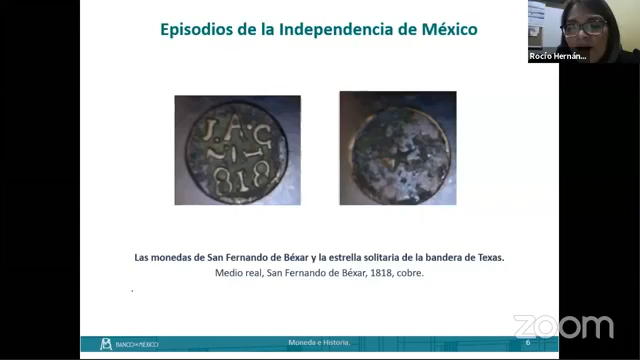 Episodios de la Independencia de México
Rocío Hernán...
J.A.G
818
Las monedas de San Fernando de Béxar y la estrella solitaria de la bandera de Texas.
Medio real, San Fernando de Béxar, 1818, cobre.
BANCO DE MÉXICO
Moneda e Historia.
6
zoom